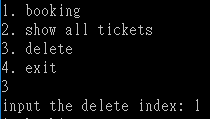 1. booking
2. show all tickets
3. delete
4. exit
3
input the delete index: 1